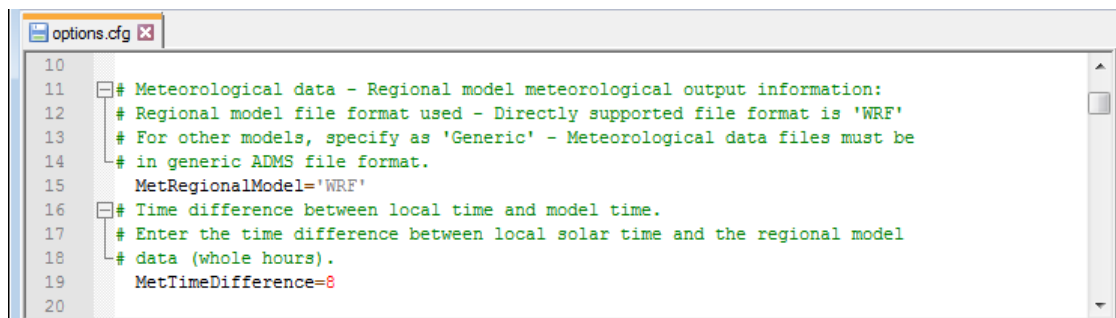 options.cfg
10
11 # Meteorological data - Regional model meteorological output information:
12 # Regional model file format used - Directly supported file format is 'WRF'
13 # For other models, specify as 'Generic' - Meteorological data files must be
14 # in generic ADMS file format.
15 MetRegionalModel='WRF'
16 # Time difference between local time and model time.
17 # Enter the time difference between local solar time and the regional model
18 # data (whole hours).
19 MetTimeDifference=8
20